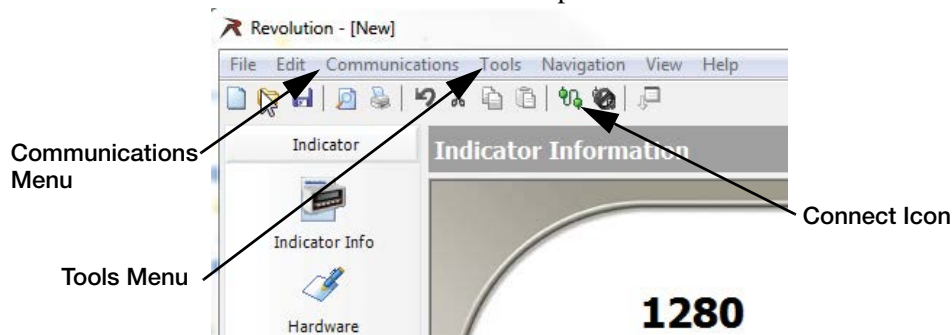 Revolution - [New]
File Edit Communications Tools Navigation View Help
Indicator
Indicator Information
Communications
Menu
Indicator Info
Connect Icon
Tools Menu
Hardware
1280